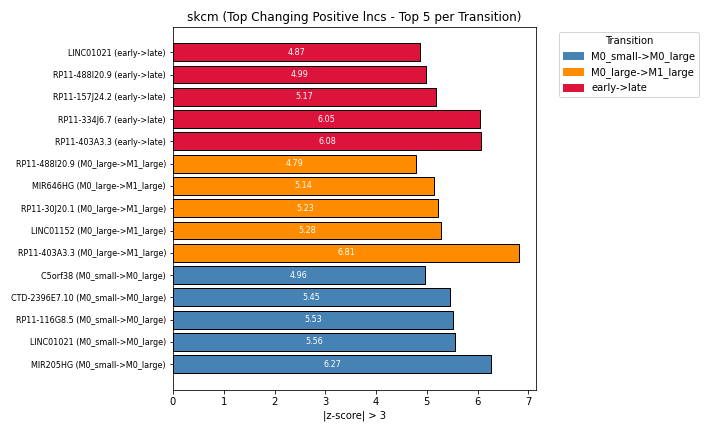 skcm (Top Changing Positive lncs - Top 5 per Transition)
LINC01021 (early->late)
4.87
RP11-488I20.9 (early->late)
4.99
RP11-157J24.2 (early->late)
5.17
RP11-334J6.7 (early->late)
6.05
RP11-403A3.3 (early->late)
6.08
RP11-488I20.9 (M0_large->M1_large)
4.79
MIR646HG (M0_large->M1_large)
5.14
RP11-30J20.1 (M0_large->M1_large)
5.23
LINC01152 (M0_large->M1_large)
5.28
RP11-403A3.3 (M0_large->M1_large)
6.81
C5orf38 (M0_small->M0_large)
4.96
CTD-2396E7.10 (M0_small->M0_large)
5.45
RP11-116G8.5 (M0_small->M0_large)
5.53
LINC01021 (M0_small->M0_large)
5.56
MIR205HG (M0_small->M0_large)
6.27
0 1 2 3 4 5 6 7
|z-score| > 3
Transition
M0_small->M0_large
M0_large->M1_large
early->late